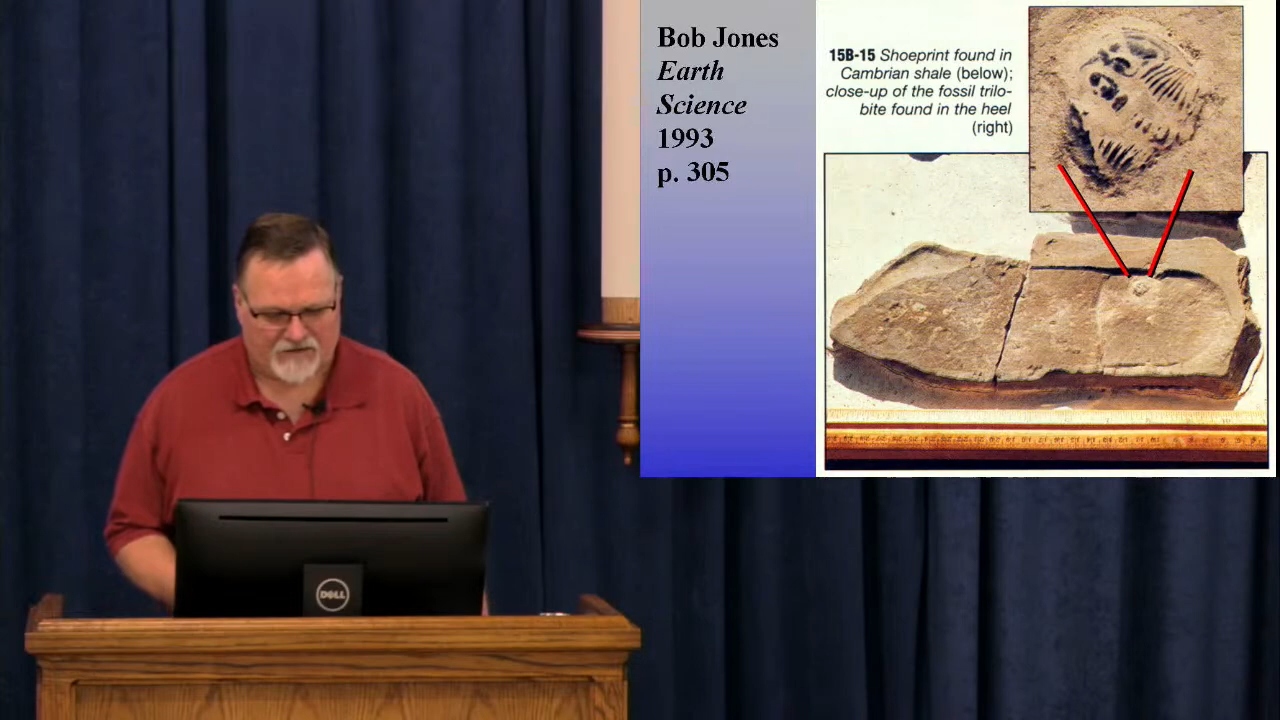 Bob Jones
Earth
Science
1993
p. 305
15B-15 Shoeprint found in
Cambrian shale (below);
close-up of the fossil trilo-
bite found in the heel
(right)
DELL